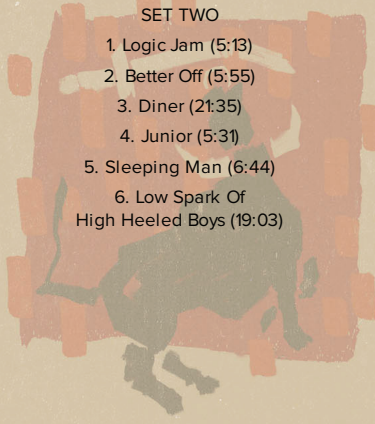 SET TWO
1. Logic Jam (5:13)
2. Better Off (5:55)
3. Diner (21:35)
4. Junior (5:31)
5. Sleeping Man (6:44)
6. Low Spark Of
High Heeled Boys (19:03)